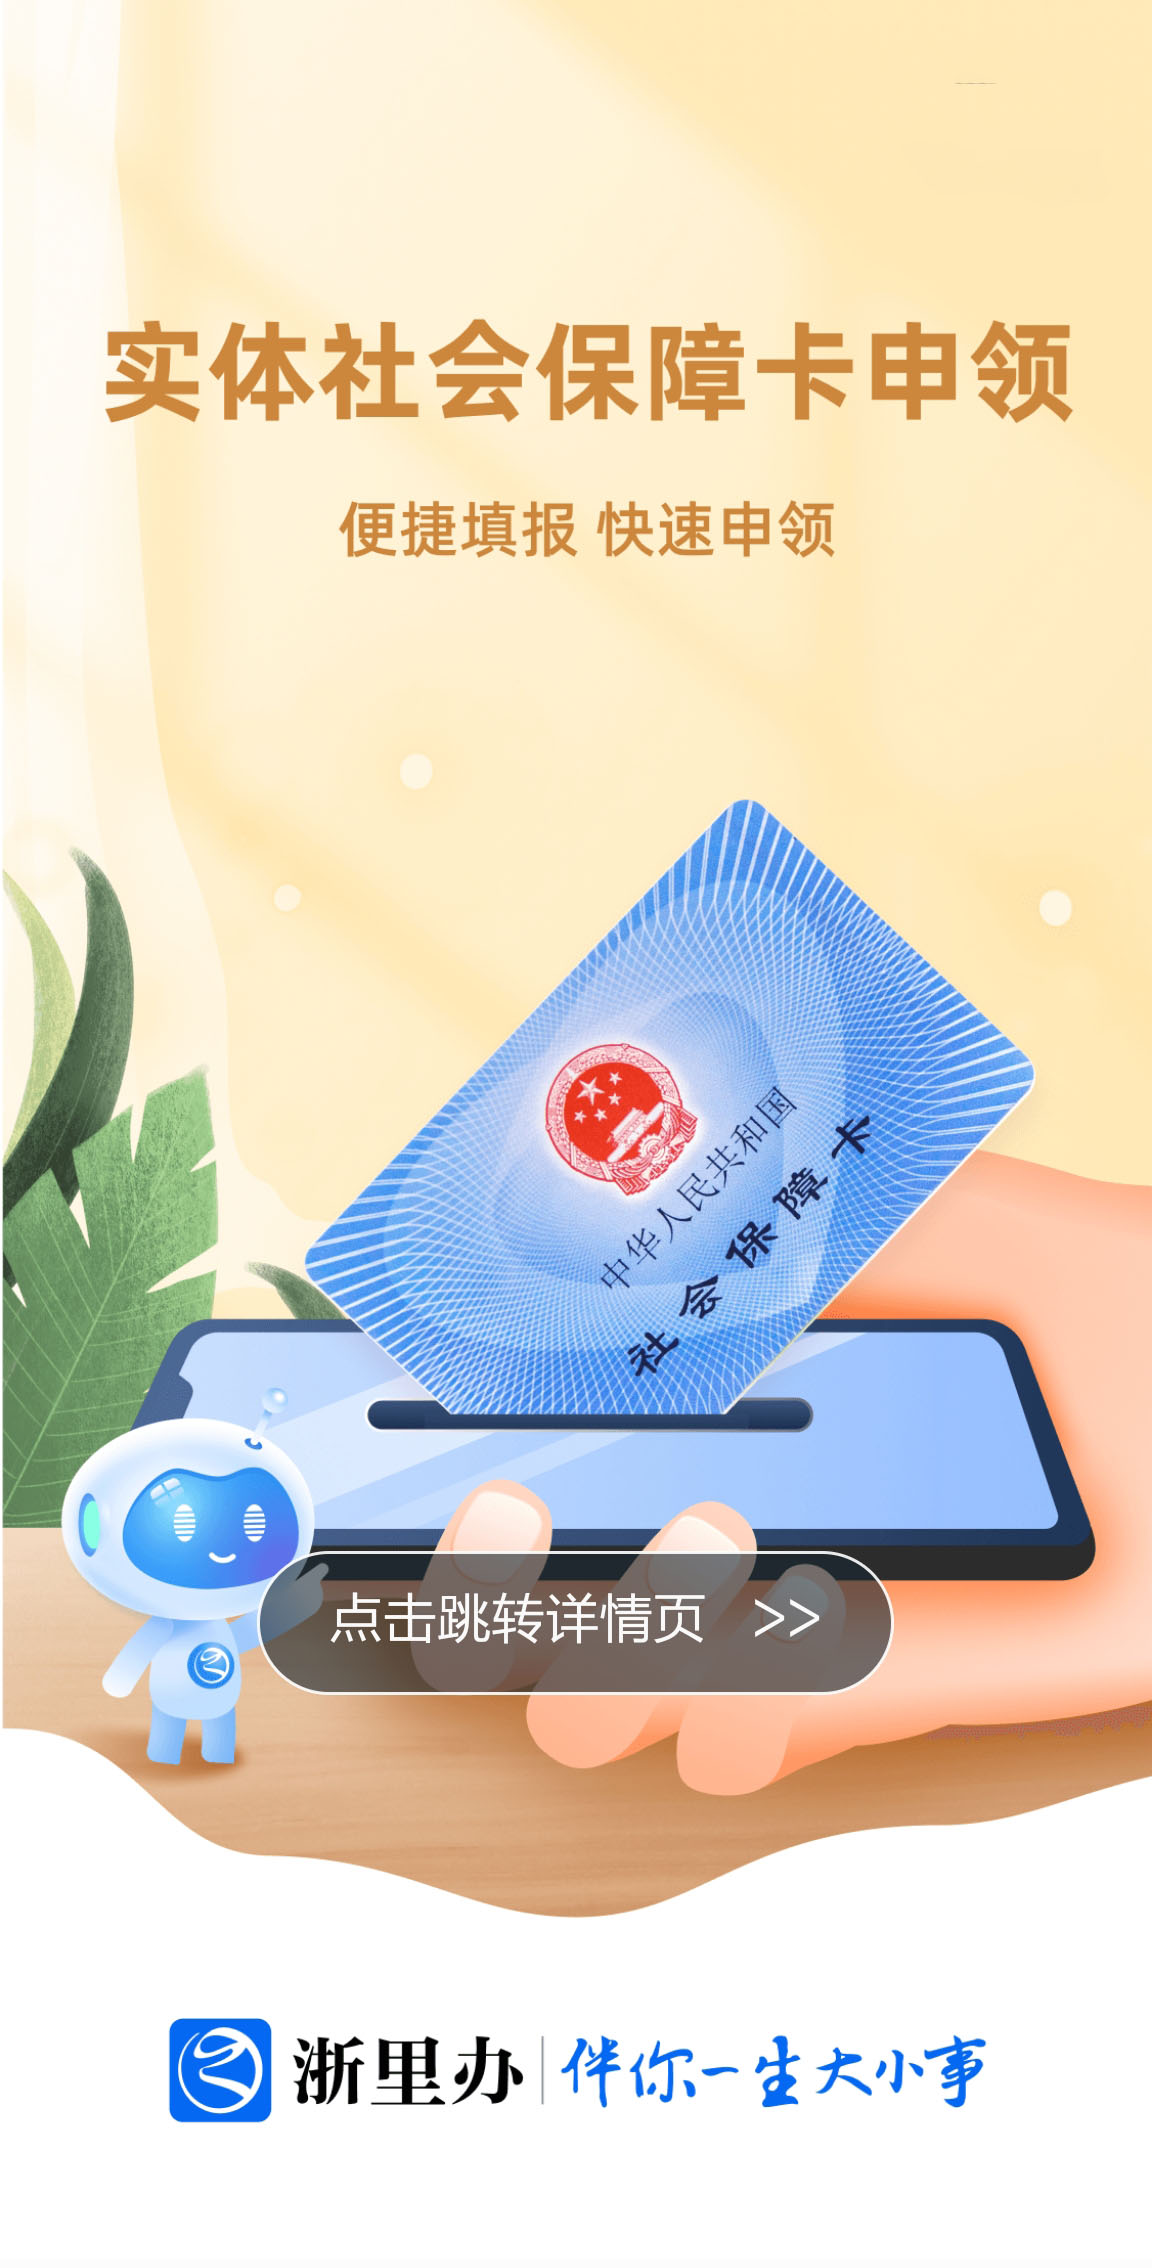 实体社会保障卡申领
便捷填报 快速申领
中华人民共和国
社会保障卡
点击跳转详情页 >>
浙里办 伴你一生大小事